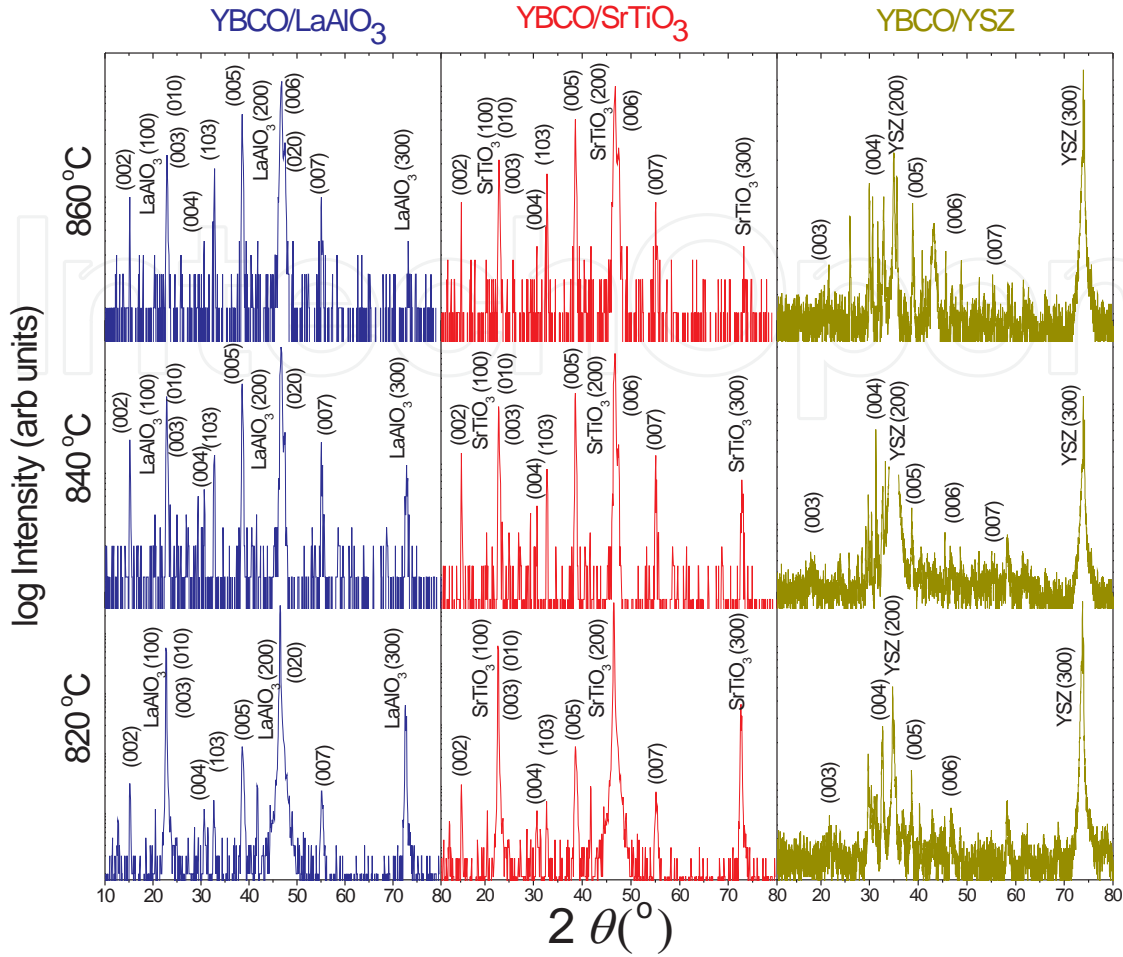 YBCO/LaAlO3 YBCO/SrTiO3 YBCO/YSZ
log Intensity (arb units)
860 °C
(002)
LaAlO3 (100)
(003) (010)
(004)
(103)
(005)
LaAlO3 (200)
(020) (006)
(007)
LaAlO3 (300)
(002)
SrTiO3 (100)
(003) (010)
(004)
(103)
(005)
SrTiO3 (200)
(006)
(007)
SrTiO3 (300)
(003)
(004)
YSZ (200)
(005)
(006)
(007)
YSZ (300)
840 °C
(002)
LaAlO3 (100)
(003) (010)
(004)
(103)
(005)
LaAlO3 (200)
(020)
(007)
LaAlO3 (300)
(002)
SrTiO3 (100)
(003) (010)
(004)
(103)
(005)
SrTiO3 (200)
(006)
(007)
SrTiO3 (300)
(003)
(004)
YSZ (200)
(005)
(006)
(007)
YSZ (300)
820 °C
(002)
LaAlO3 (100)
(003) (010)
(004)
(103)
(005)
LaAlO3 (200)
(020)
(007)
LaAlO3 (300)
(002)
SrTiO3 (100)
(003) (010)
(004)
(103)
(005)
SrTiO3 (200)
(007)
SrTiO3 (300)
(003)
(004)
YSZ (200)
(005)
(006)
YSZ (300)
10 20 30 40 50 60 70 80 20 30 40 50 60 70 80 20 30 40 50 60 70 80
2 θ(°)
IntechOpen